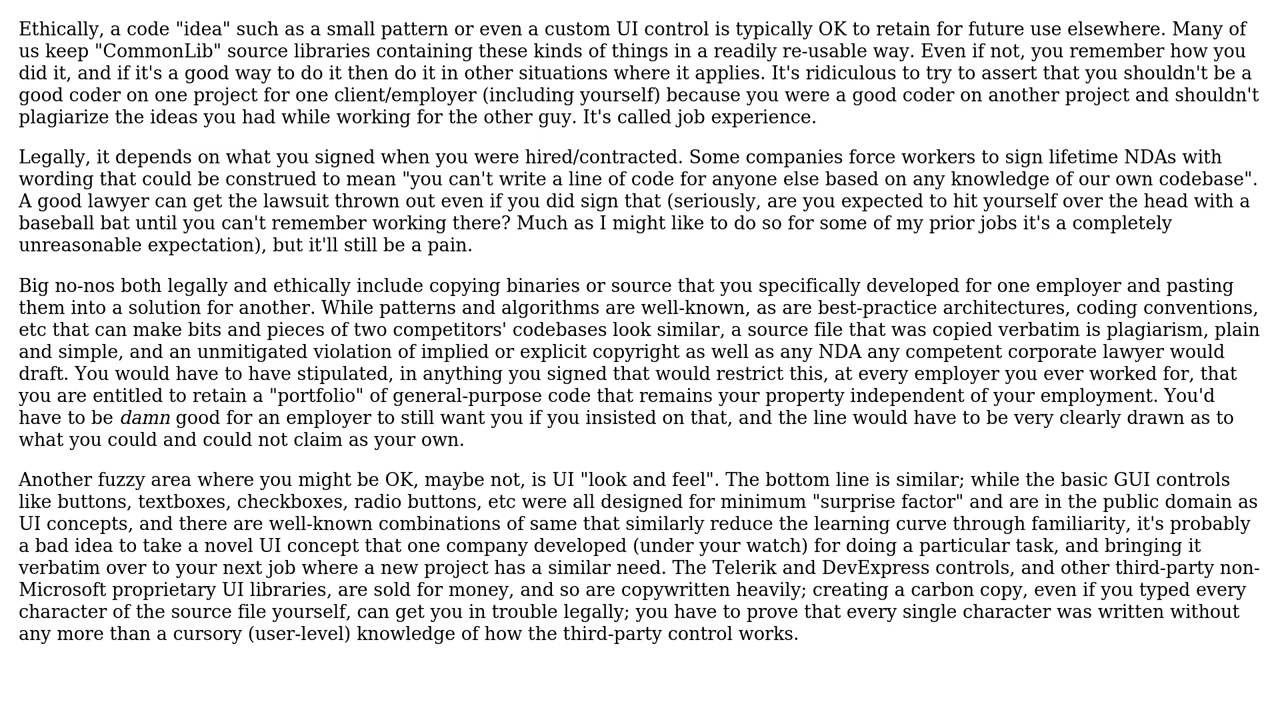 Ethically, a code "idea" such as a small pattern or even a custom UI control is typically OK to retain for future use elsewhere. Many of
us keep "CommonLib" source libraries containing these kinds of things in a readily re-usable way. Even if not, you remember how you
did it, and if it's a good way to do it then do it in other situations where it applies. It's ridiculous to try to assert that you shouldn't be a
good coder on one project for one client/employer (including yourself) because you were a good coder on another project and shouldn't
plagiarize the ideas you had while working for the other guy. It's called job experience.
Legally, it depends on what you signed when you were hired/contracted. Some companies force workers to sign lifetime NDAs with
wording that could be construed to mean "you can't write a line of code for anyone else based on any knowledge of our own codebase".
A good lawyer can get the lawsuit thrown out even if you did sign that (seriously, are you expected to hit yourself over the head with a
baseball bat until you can't remember working there? Much as I might like to do so for some of my prior jobs it's a completely
unreasonable expectation), but it'll still be a pain.
Big no-nos both legally and ethically include copying binaries or source that you specifically developed for one employer and pasting
them into a solution for another. While patterns and algorithms are well-known, as are best-practice architectures, coding conventions,
etc that can make bits and pieces of two competitors' codebases look similar, a source file that was copied verbatim is plagiarism, plain
and simple, and an unmitigated violation of implied or explicit copyright as well as any NDA any competent corporate lawyer would
draft. You would have to have stipulated, in anything you signed that would restrict this, at every employer you ever worked for, that
you are entitled to retain a "portfolio" of general-purpose code that remains your property independent of your employment. You'd
have to be damn good for an employer to still want you if you insisted on that, and the line would have to be very clearly drawn as to
what you could and could not claim as your own.
Another fuzzy area where you might be OK, maybe not, is UI "look and feel". The bottom line is similar; while the basic GUI controls
like buttons, textboxes, checkboxes, radio buttons, etc were all designed for minimum "surprise factor" and are in the public domain as
UI concepts, and there are well-known combinations of same that similarly reduce the learning curve through familiarity, it's probably
a bad idea to take a novel UI concept that one company developed (under your watch) for doing a particular task, and bringing it
verbatim over to your next job where a new project has a similar need. The Telerik and DevExpress controls, and other third-party non-
Microsoft proprietary UI libraries, are sold for money, and so are copywritten heavily; creating a carbon copy, even if you typed every
character of the source file yourself, can get you in trouble legally; you have to prove that every single character was written without
any more than a cursory (user-level) knowledge of how the third-party control works.